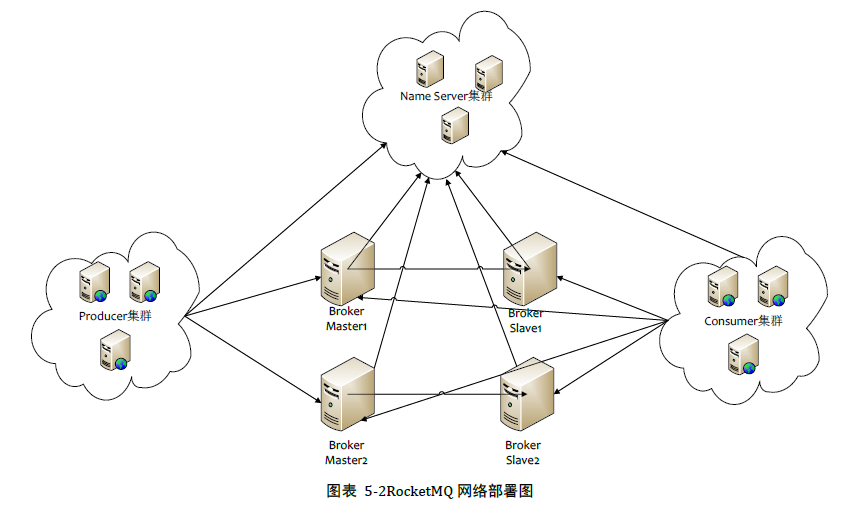 Name Server集群
Producer集群
Broker
Master1
Broker
Slave1
Consumer集群
Broker
Master2
Broker
Slave2
图表 5-2RocketMQ 网络部署图